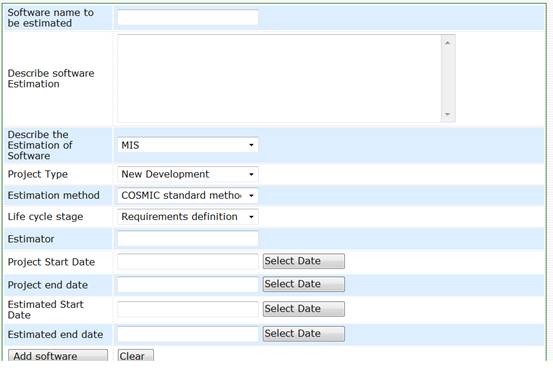 Software name to
be estimated
Describe software
Estimation
Describe the
Estimation of
Software
MIS
Project Type
New Development
Estimation method
COSMIC standard metho
Life cycle stage
Requirements definition
Estimator
Project Start Date
Select Date
Project end date
Select Date
Estimated Start
Date
Select Date
Estimated end date
Select Date
Add software
Clear